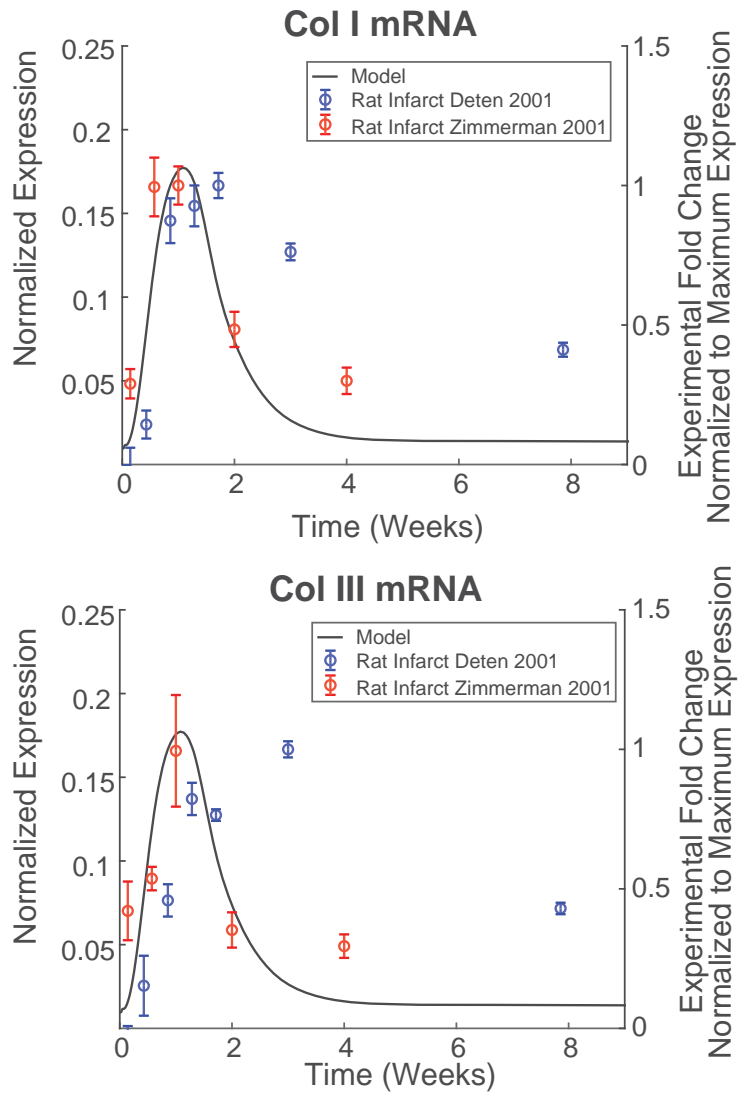 Col I mRNA
0.25
0.2
0.15
0.1
0.05
Normalized Expression
Model
Rat Infarct Deten 2001
Rat Infarct Zimmerman 2001
1.5
1
0.5
0
Experimental Fold Change
Normalized to Maximum Expression
0 2 4 6 8
Time (Weeks)
Col III mRNA
0.25
0.2
0.15
0.1
0.05
Normalized Expression
Model
Rat Infarct Deten 2001
Rat Infarct Zimmerman 2001
1.5
1
0.5
0
Experimental Fold Change
Normalized to Maximum Expression
0 2 4 6 8
Time (Weeks)